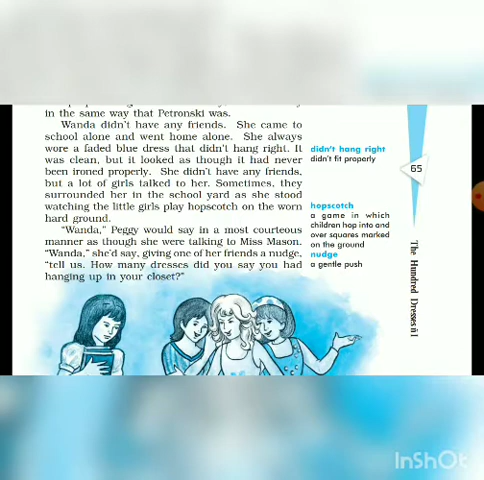 in the same way that Petronski was.
Wanda didn't have any friends. She came to
school alone and went home alone. She always
wore a faded blue dress that didn't hang right. It
was clean, but it looked as though it had never
been ironed properly. She didn't have any friends,
but a lot of girls talked to her. Sometimes, they
surrounded her in the school yard as she stood
watching the little girls play hopscotch on the worn
hard ground.
"Wanda," Peggy would say in a most courteous
manner as though she were talking to Miss Mason.
"Wanda," she'd say, giving one of her friends a nudge,
"tell us. How many dresses did you say you had
hanging up in your closet?"
didn't hang right
didn't fit properly
hopscotch
a game in which
children hop into and
over squares marked
on the ground
nudge
a gentle push
65
The Hundred Dresses–I
InShOt